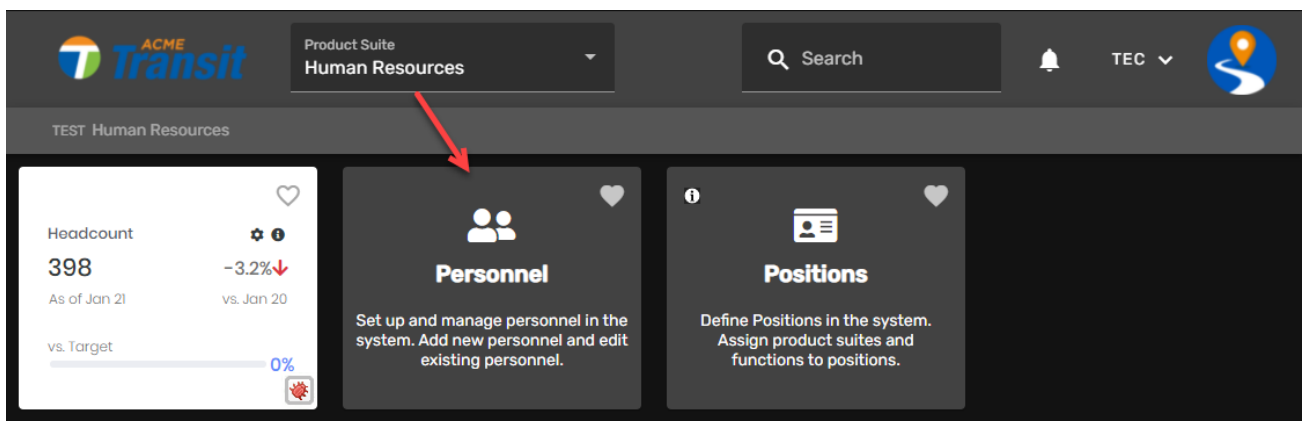 ACME
Transit
Product Suite
Human Resources
Search
TEC
TEST Human Resources
Headcount
398
-3.2%
As of Jan 21
vs. Jan 20
vs. Target
0%
Personnel
Set up and manage personnel in the
system. Add new personnel and edit
existing personnel.
Positions
Define Positions in the system.
Assign product suites and
functions to positions.